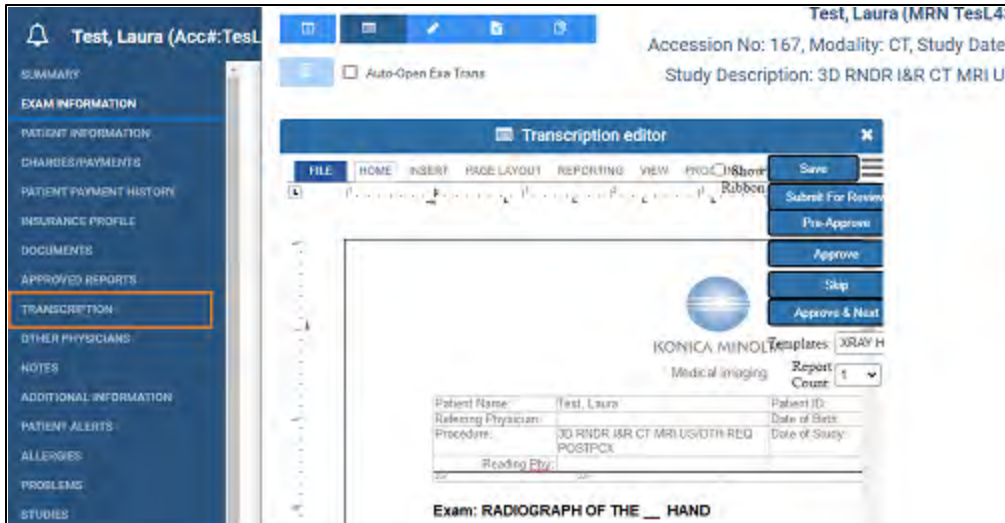 Test, Laura (Acc#:TesL
SUMMARY
EXAM INFORMATION
PATIENT INFORMATION
CHARGES/PAYMENTS
PATIENT PAYMENT HISTORY
INSURANCE PROFILE
DOCUMENTS
APPROVED REPORTS
TRANSCRIPTION
OTHER PHYSICIANS
NOTES
ADDITIONAL INFORMATION
PATIENT ALERTS
ALLERGIES
PROBLEMS
STUDIES
Test, Laura (MRN TesL4
Accession No: 167, Modality: CT, Study Date
Auto-Open Exa Trans
Study Description: 3D RNDR I&R CT MRI U
Transcription editor
FILE HOME INSERT PAGE LAYOUT REPORTING VIEW Show Ribbon
Save
Submit For Review
Pre-Approve
Approve
Skip
Approve & Next
KONICA MINOL
Templates: XRAY H
Medical Imaging
Report Count: 1
Patient Name: Test, Laura Patient ID:
Referring Physician: Date of Birth:
Procedure: 3D RNDR I&R CT MRI US/OTH REQ Date of Study:
POSTPCX
Reading Phy:
Exam: RADIOGRAPH OF THE __ HAND